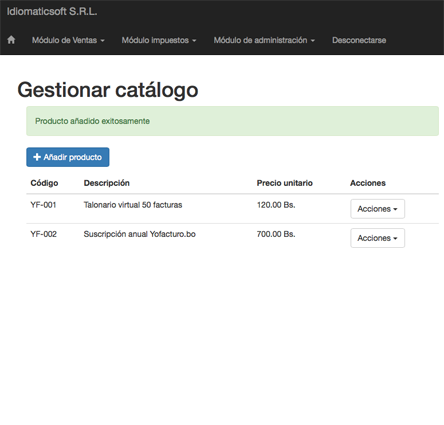 Idiomaticsoft S.R.L.
Módulo de Ventas Módulo impuestos Módulo de administración Desconectarse
Gestionar catálogo
Producto añadido exitosamente
Añadir producto
Código Descripción Precio unitario Acciones
YF-001 Talonario virtual 50 facturas 120.00 Bs. Acciones
YF-002 Suscripción anual Yofacturo.bo 700.00 Bs. Acciones